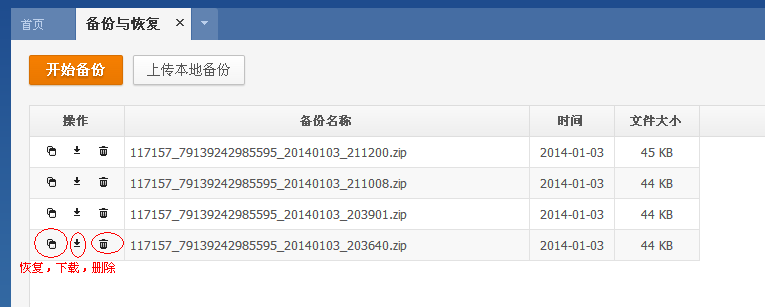 首页 备份与恢复 ×
开始备份 上传本地备份
操作 备份名称 时间 文件大小
117157_79139242985595_20140103_211200.zip 2014-01-03 45 KB
117157_79139242985595_20140103_211008.zip 2014-01-03 44 KB
117157_79139242985595_20140103_203901.zip 2014-01-03 44 KB
117157_79139242985595_20140103_203640.zip 2014-01-03 44 KB
恢复，下载，删除